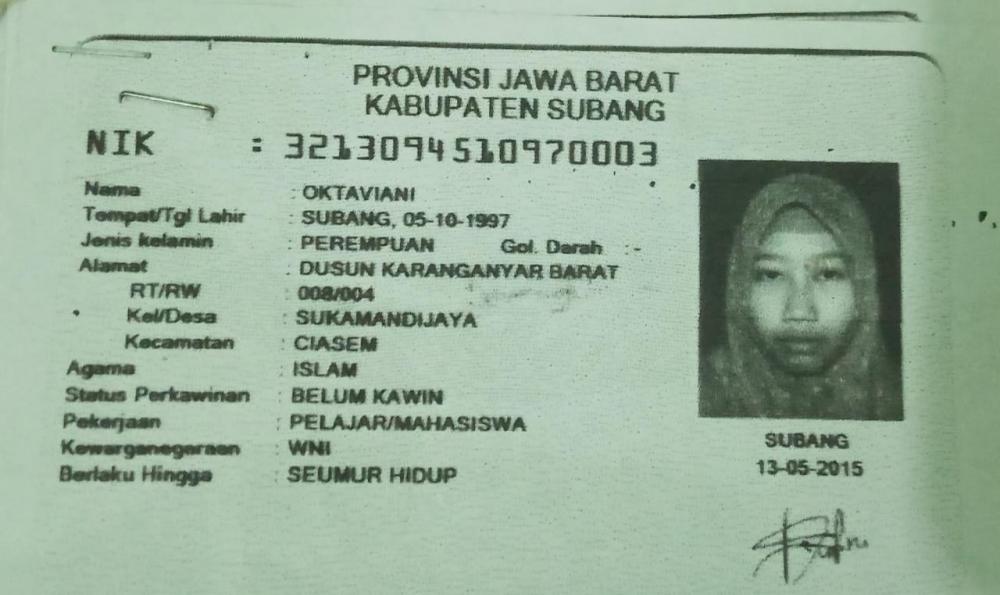 PROVINSI JAWA BARAT
KABUPATEN SUBANG
NIK : 3213094510970003
Nama : OKTAVIANI
Tempat/Tgl Lahir : SUBANG, 05-10-1997
Jenis kelamin : PEREMPUAN Gol. Darah : -
Alamat : DUSUN KARANGANYAR BARAT
RT/RW : 008/004
Kel/Desa : SUKAMANDIJAYA
Kecamatan : CIASEM
Agama : ISLAM
Status Perkawinan : BELUM KAWIN
Pekerjaan : PELAJAR/MAHASISWA
Kewarganegaraan : WNI
Berlaku Hingga : SEUMUR HIDUP
SUBANG
13-05-2015